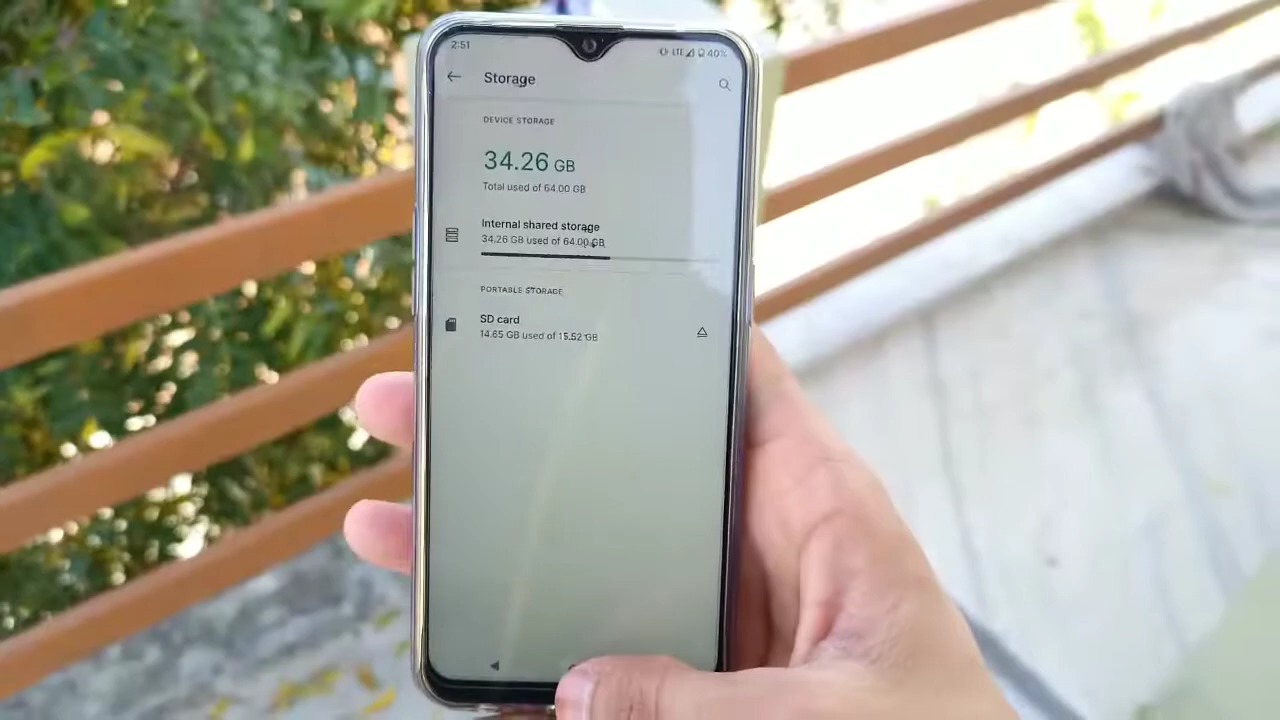 2:51
LTE 40%
Storage
DEVICE STORAGE
34.26 GB
Total used of 64.00 GB
Internal shared storage
34.26 GB used of 64.00 GB
PORTABLE STORAGE
SD card
14.65 GB used of 15.52 GB